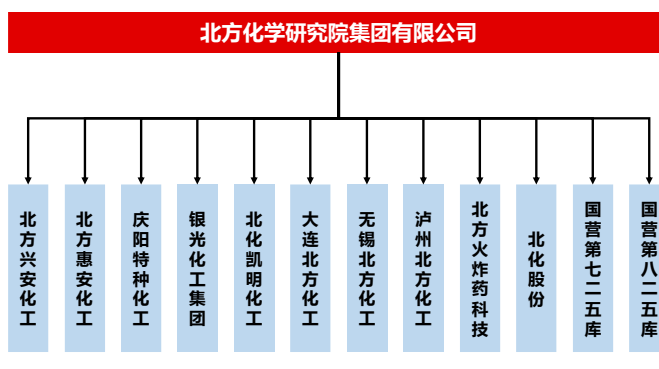 北方化学研究院集团有限公司
北方兴安化工
北方惠安化工
庆阳特种化工
银光化工集团
北化凯明化工
大连北方化工
无锡北方化工
泸州北方化工
北方火炸药科技
北化股份
国营第七二五库
国营第八二五库